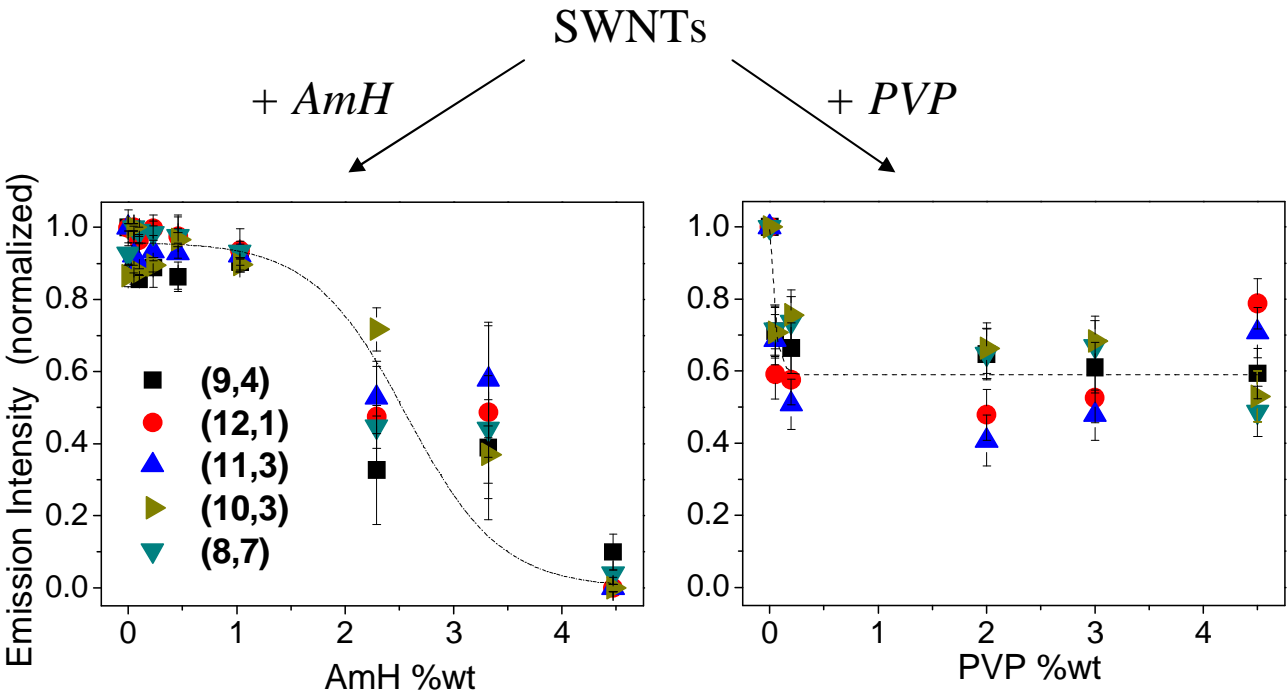 SWNTs
+ AmH
+ PVP
Emission Intensity (normalized)
1.0
0.8
0.6
0.4
0.2
0.0
(9,4)
(12,1)
(11,3)
(10,3)
(8,7)
0 1 2 3 4
AmH %wt
1.0
0.8
0.6
0.4
0.2
0.0
0 1 2 3 4
PVP %wt